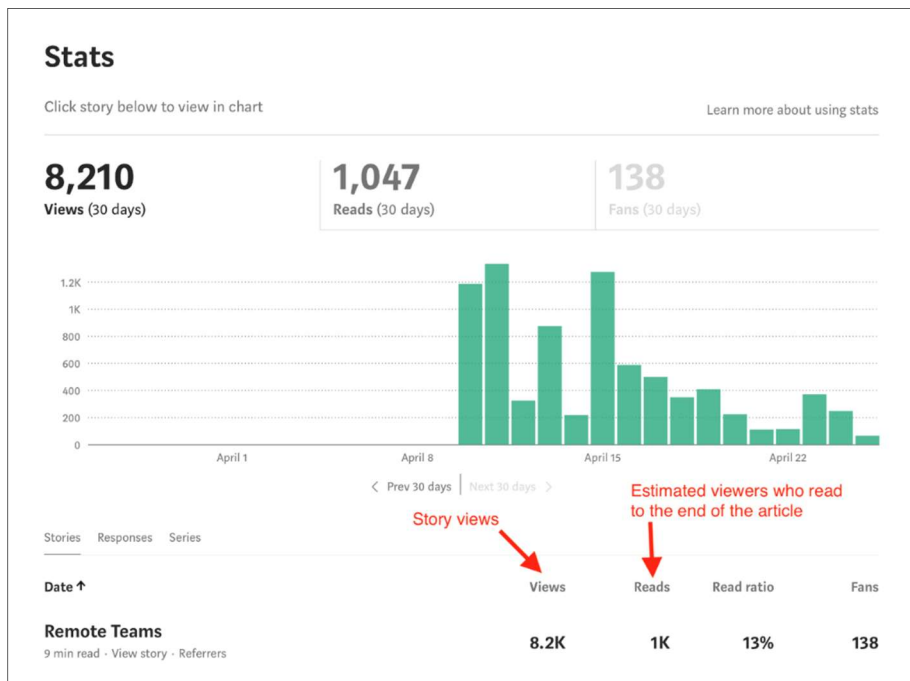 Stats
Click story below to view in chart
Learn more about using stats
8,210
Views (30 days)
1,047
Reads (30 days)
138
Fans (30 days)
1.2K
1K
800
600
400
200
0
April 1
April 8
April 15
April 22
< Prev 30 days
Next 30 days >
Story views
Estimated viewers who read
to the end of the article
Stories Responses Series
Date ↑ Views Reads Read ratio Fans
Remote Teams 8.2K 1K 13% 138
9 min read · View story · Referrers